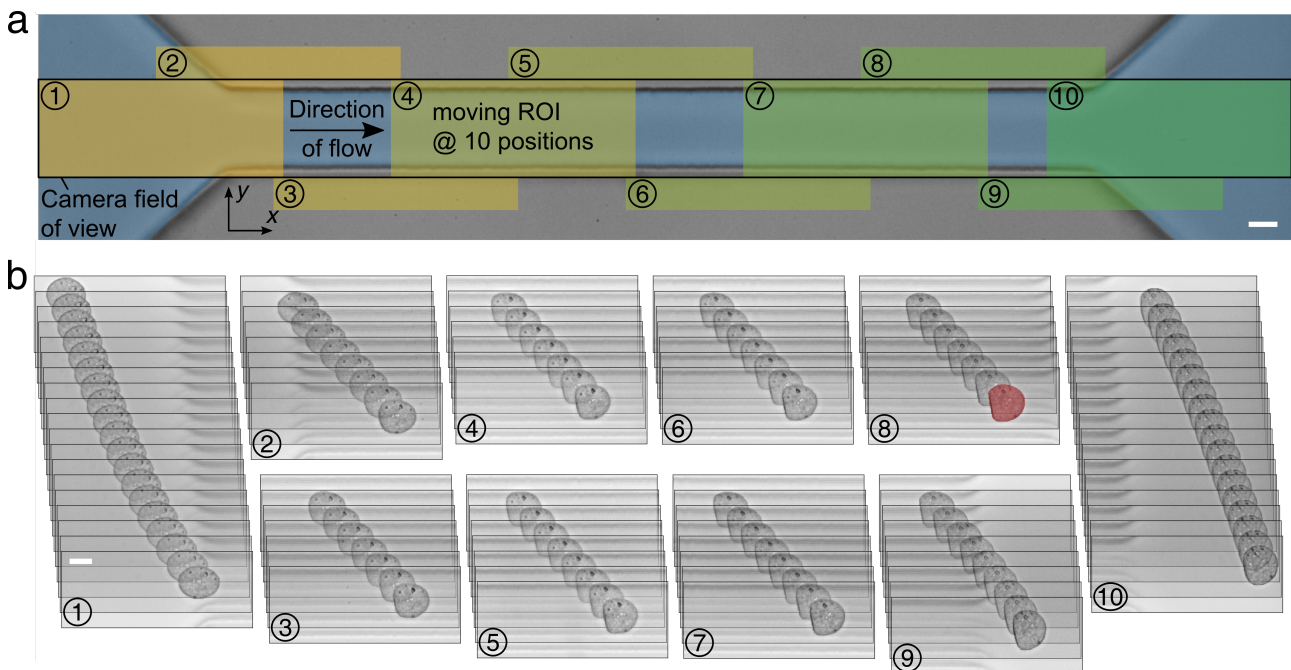 a
②
⑤
⑧
①
Direction
of flow
④
moving ROI
@ 10 positions
⑦
⑩
Camera field
of view
③
y
x
⑥
⑨
b
②
④
⑥
⑧
①
③
⑤
⑦
⑨
⑩